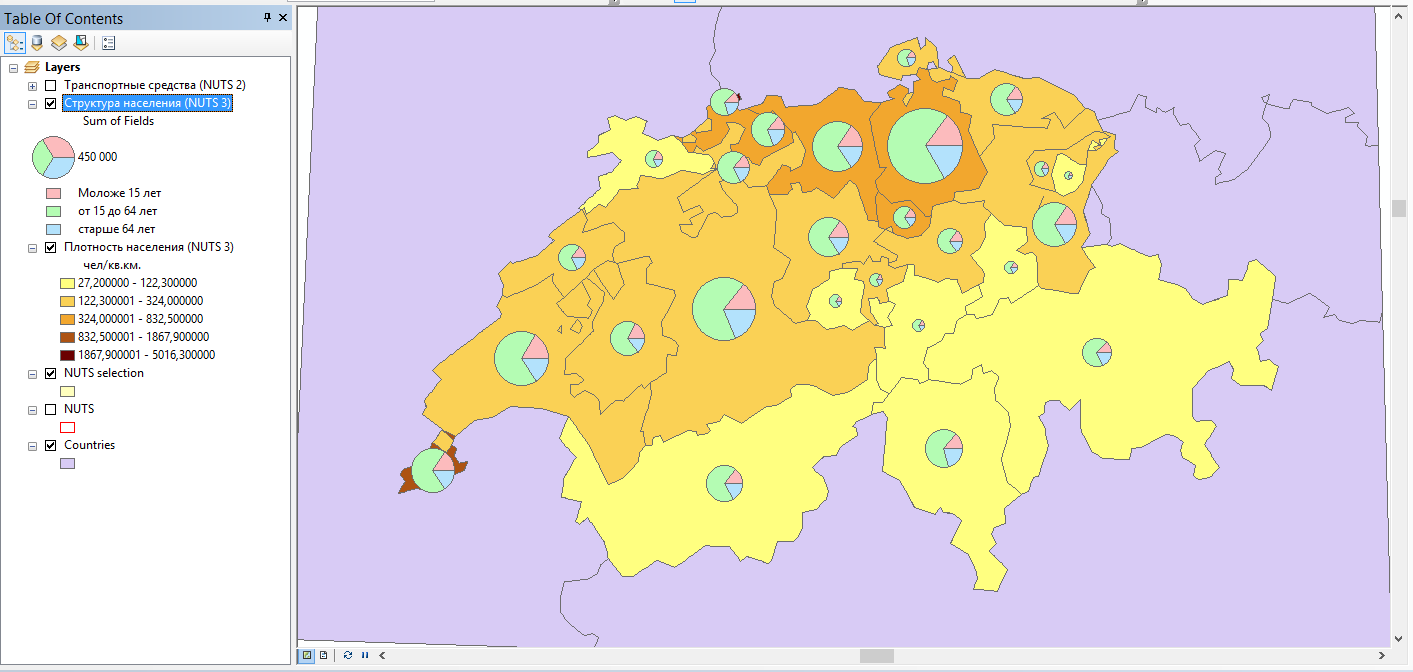 Table Of Contents
Layers
Транспортные средства (NUTS 2)
Структура населения (NUTS 3)
Sum of Fields
450 000
Моложе 15 лет
от 15 до 64 лет
старше 64 лет
Плотность населения (NUTS 3)
чел/кв.км.
27,200000 - 122,300000
122,300001 - 324,000000
324,000001 - 832,500000
832,500001 - 1867,900000
1867,900001 - 5016,300000
NUTS selection
NUTS
Countries